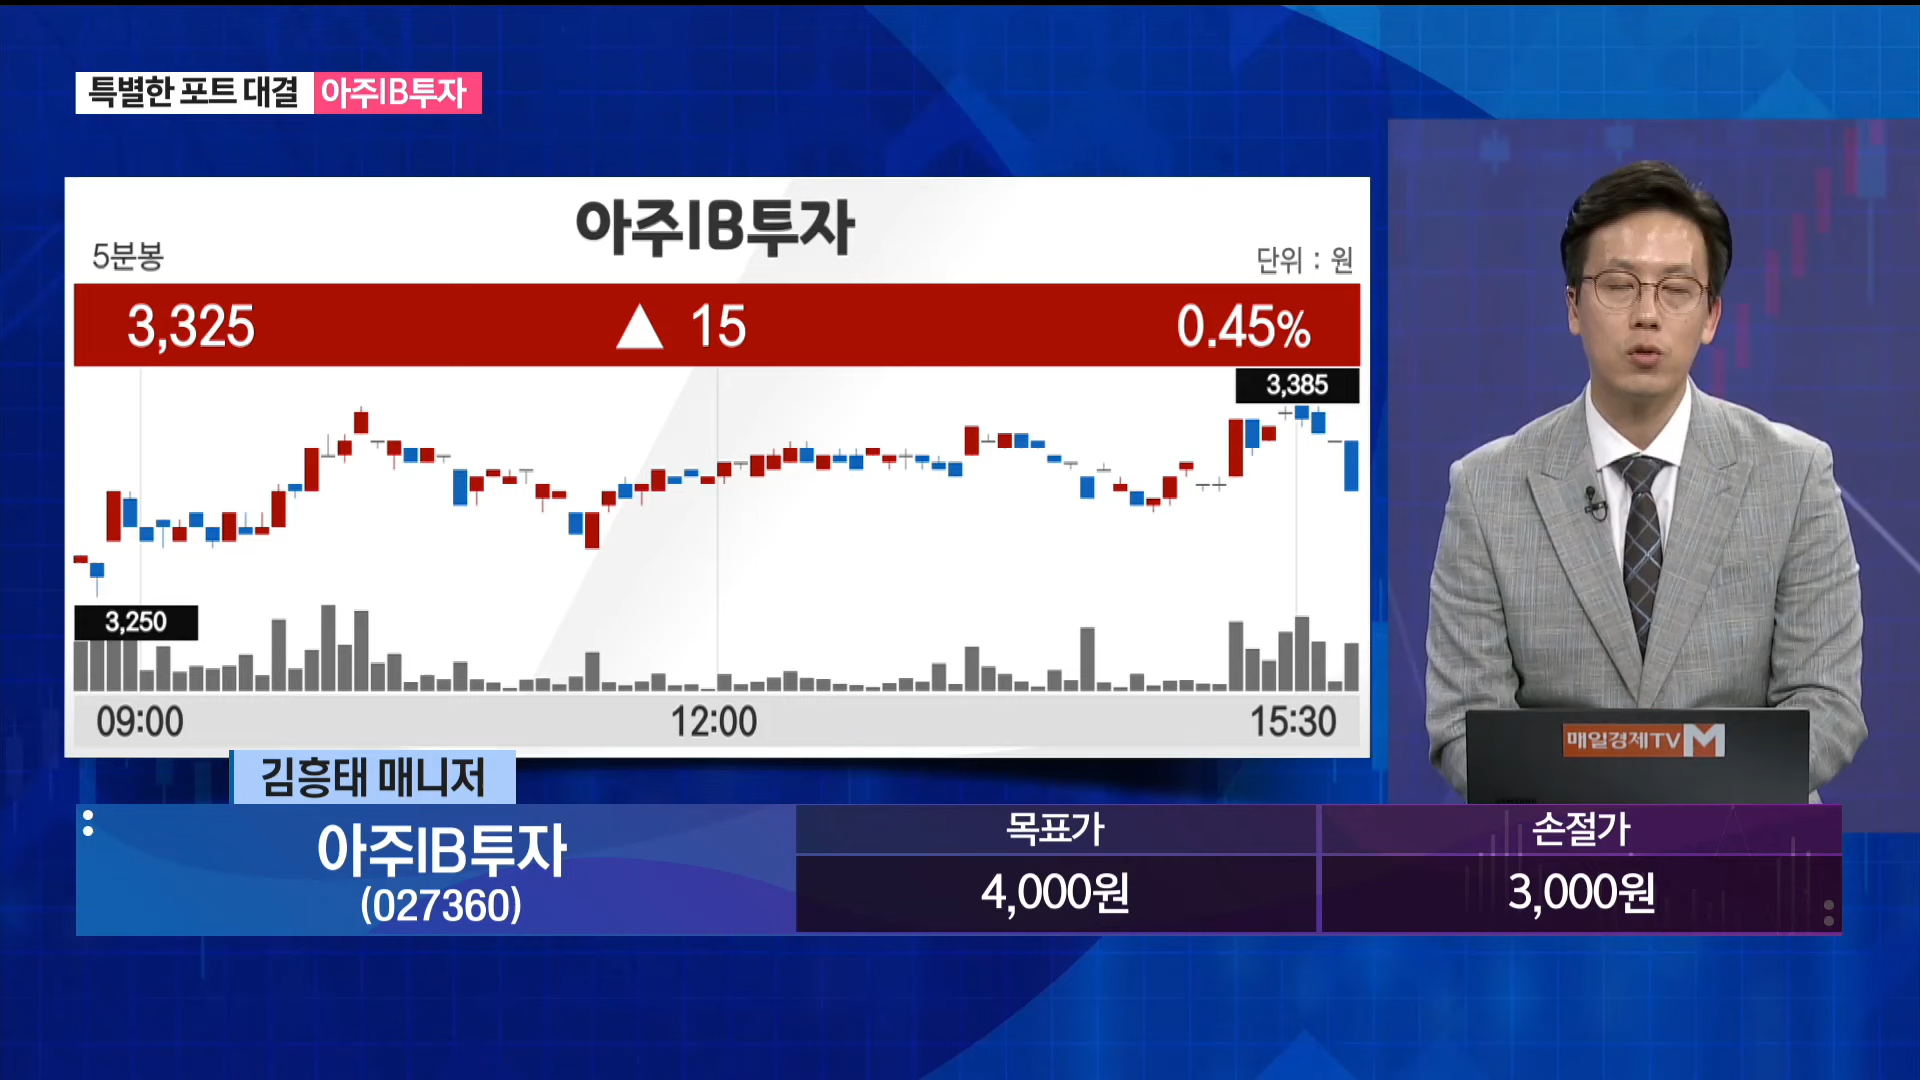 특별한 포트 대결 아주IB투자
아주IB투자
5분봉
단위 : 원
3,325 ▲ 15 0.45%
3,385
3,250
09:00 12:00 15:30
매일경제TV M
김흥태 매니저
아주IB투자
(027360)
목표가
4,000원
손절가
3,000원